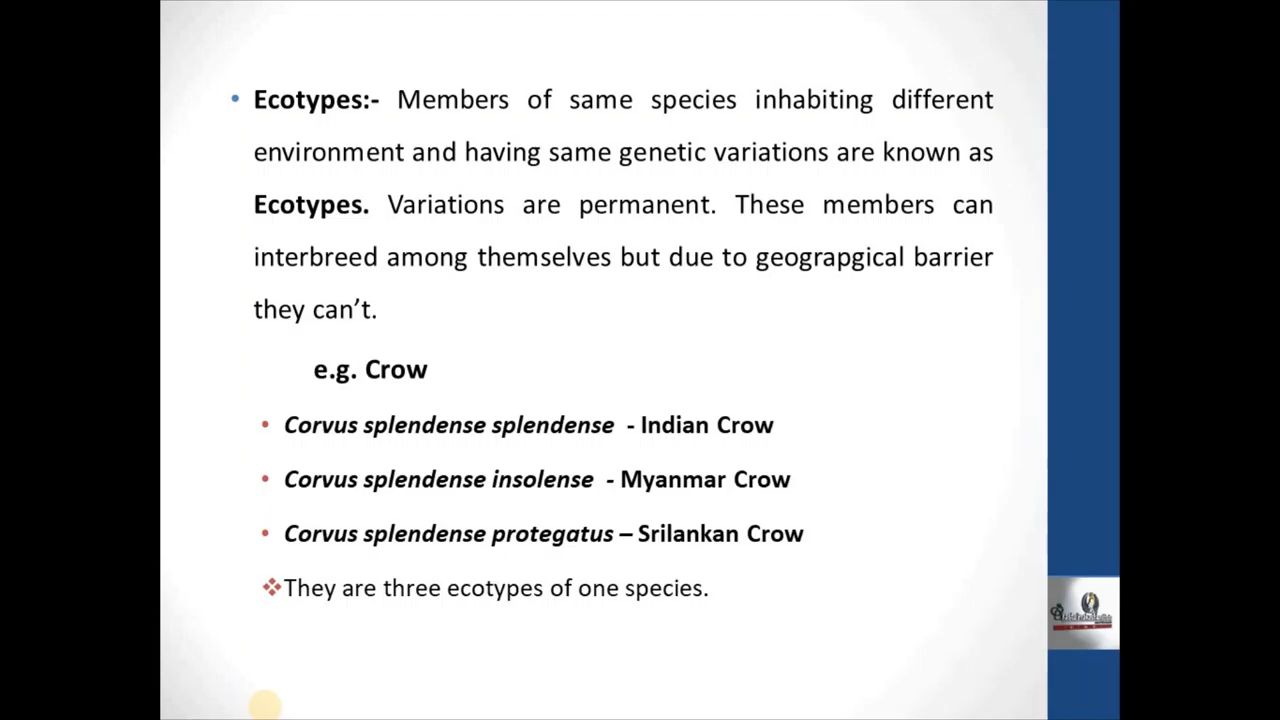 Ecotypes:- Members of same species inhabiting different
environment and having same genetic variations are known as
Ecotypes. Variations are permanent. These members can
interbreed among themselves but due to geograpgical barrier
they can’t.
e.g. Crow
Corvus splendense splendense - Indian Crow
Corvus splendense insolense - Myanmar Crow
Corvus splendense protegatus – Srilankan Crow
They are three ecotypes of one species.